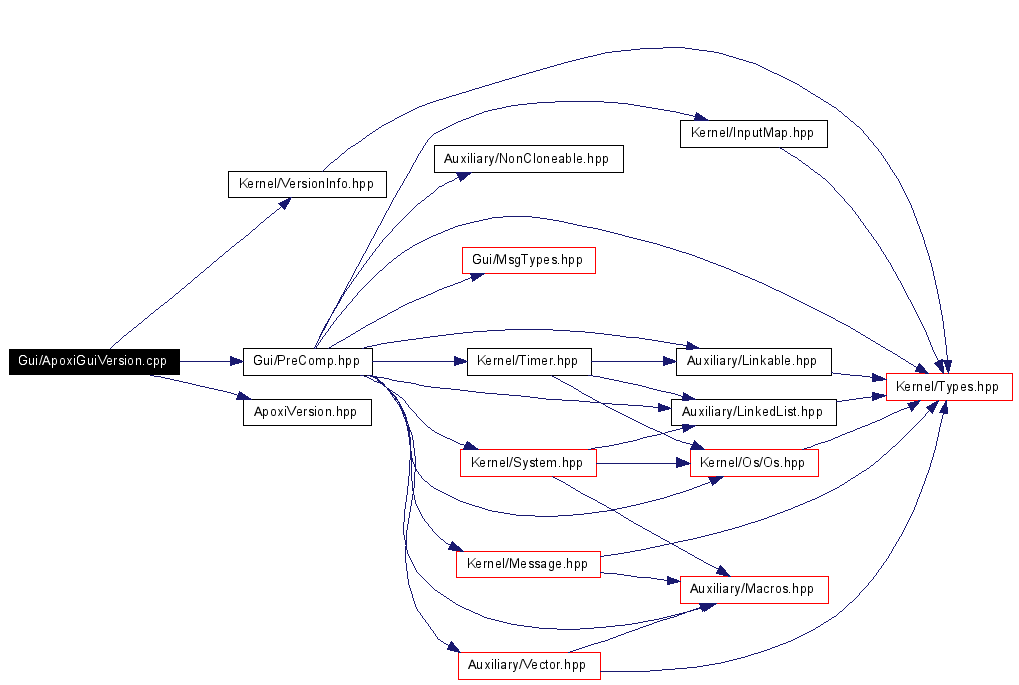 Kernel/InputMap.hpp
Auxiliary/NonCloneable.hpp
Kernel/VersionInfo.hpp
Gui/MsgTypes.hpp
Gui/ApoxiGuiVersion.cpp
Gui/PreComp.hpp
Kernel/Timer.hpp
Auxiliary/Linkable.hpp
Kernel/Types.hpp
ApoxiVersion.hpp
Auxiliary/LinkedList.hpp
Kernel/System.hpp
Kernel/Os/Os.hpp
Kernel/Message.hpp
Auxiliary/Macros.hpp
Auxiliary/Vector.hpp